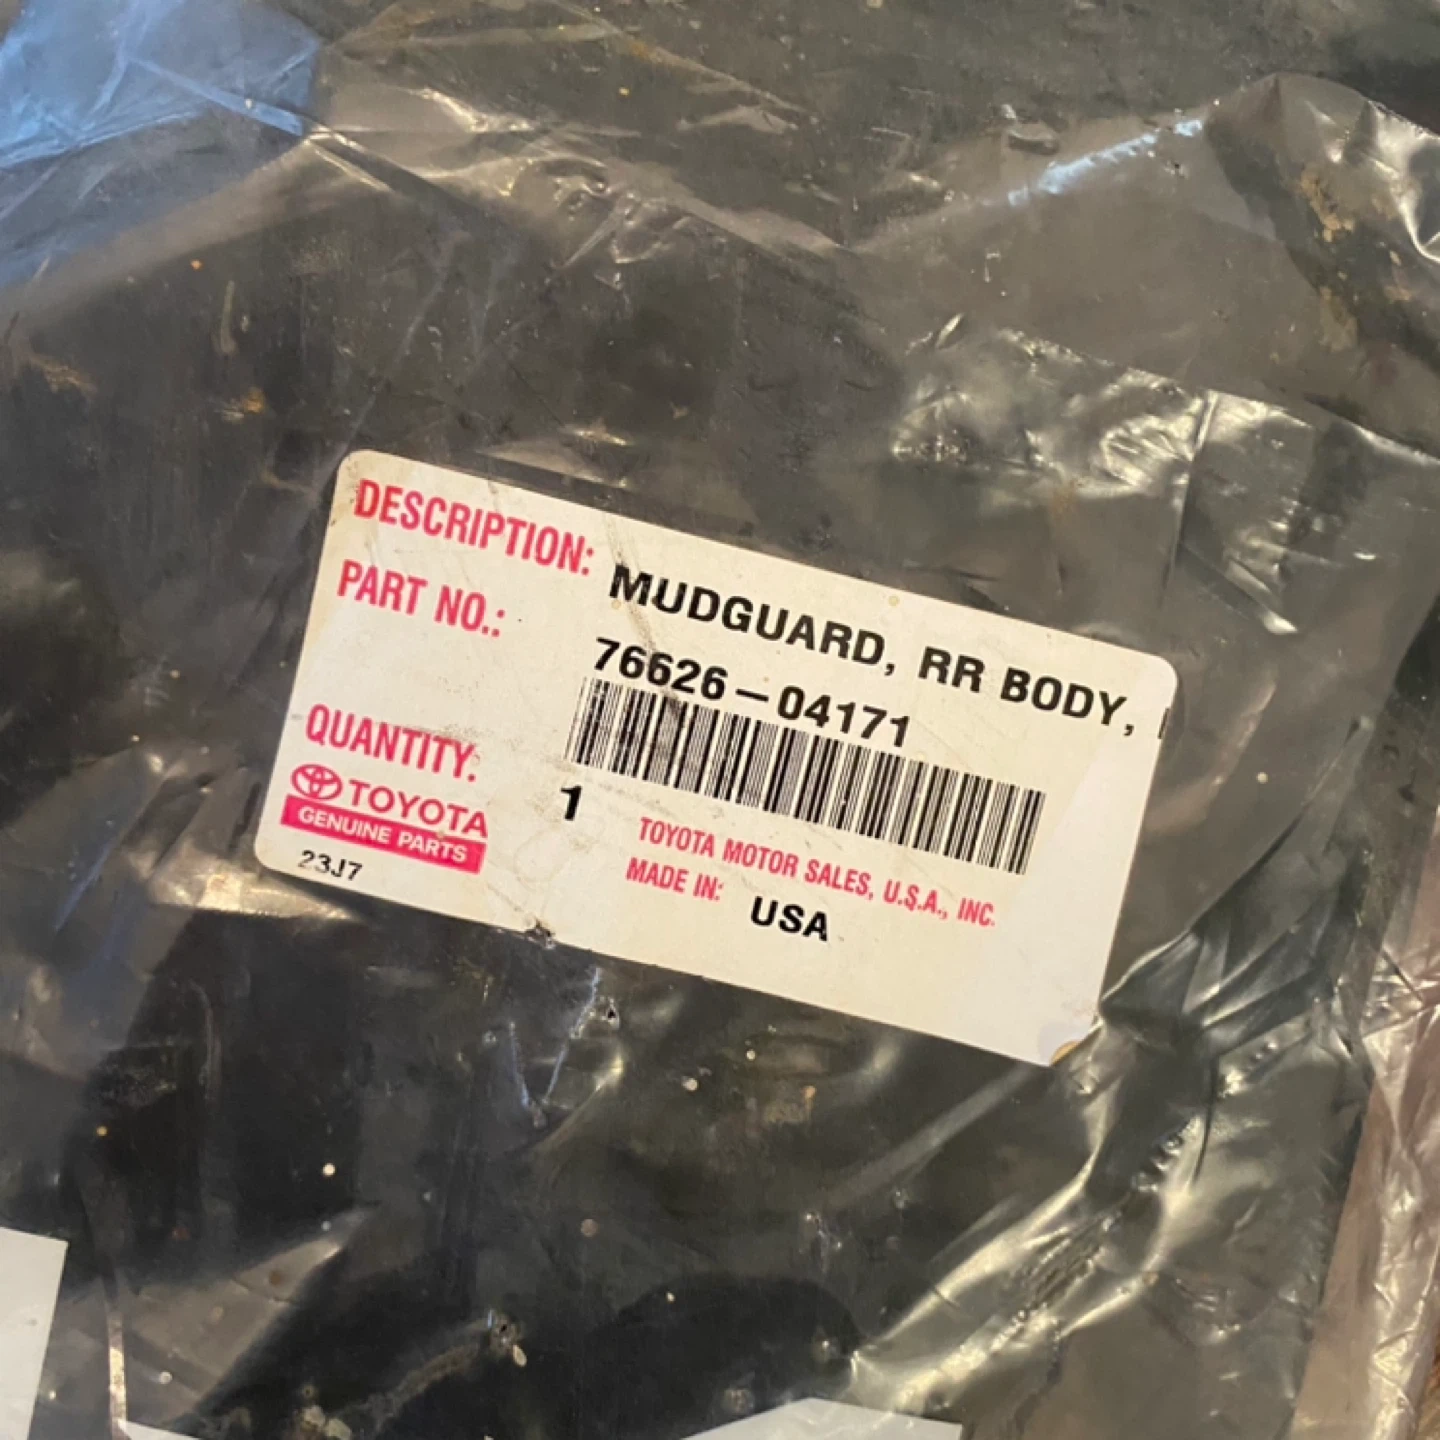 DESCRIPTION: MUDGUARD, RR BODY,
PART NO.: 76626-04171
QUANTITY: 1
TOYOTA
GENUINE PARTS
23J7
TOYOTA MOTOR SALES, U.S.A., INC.
MADE IN: USA